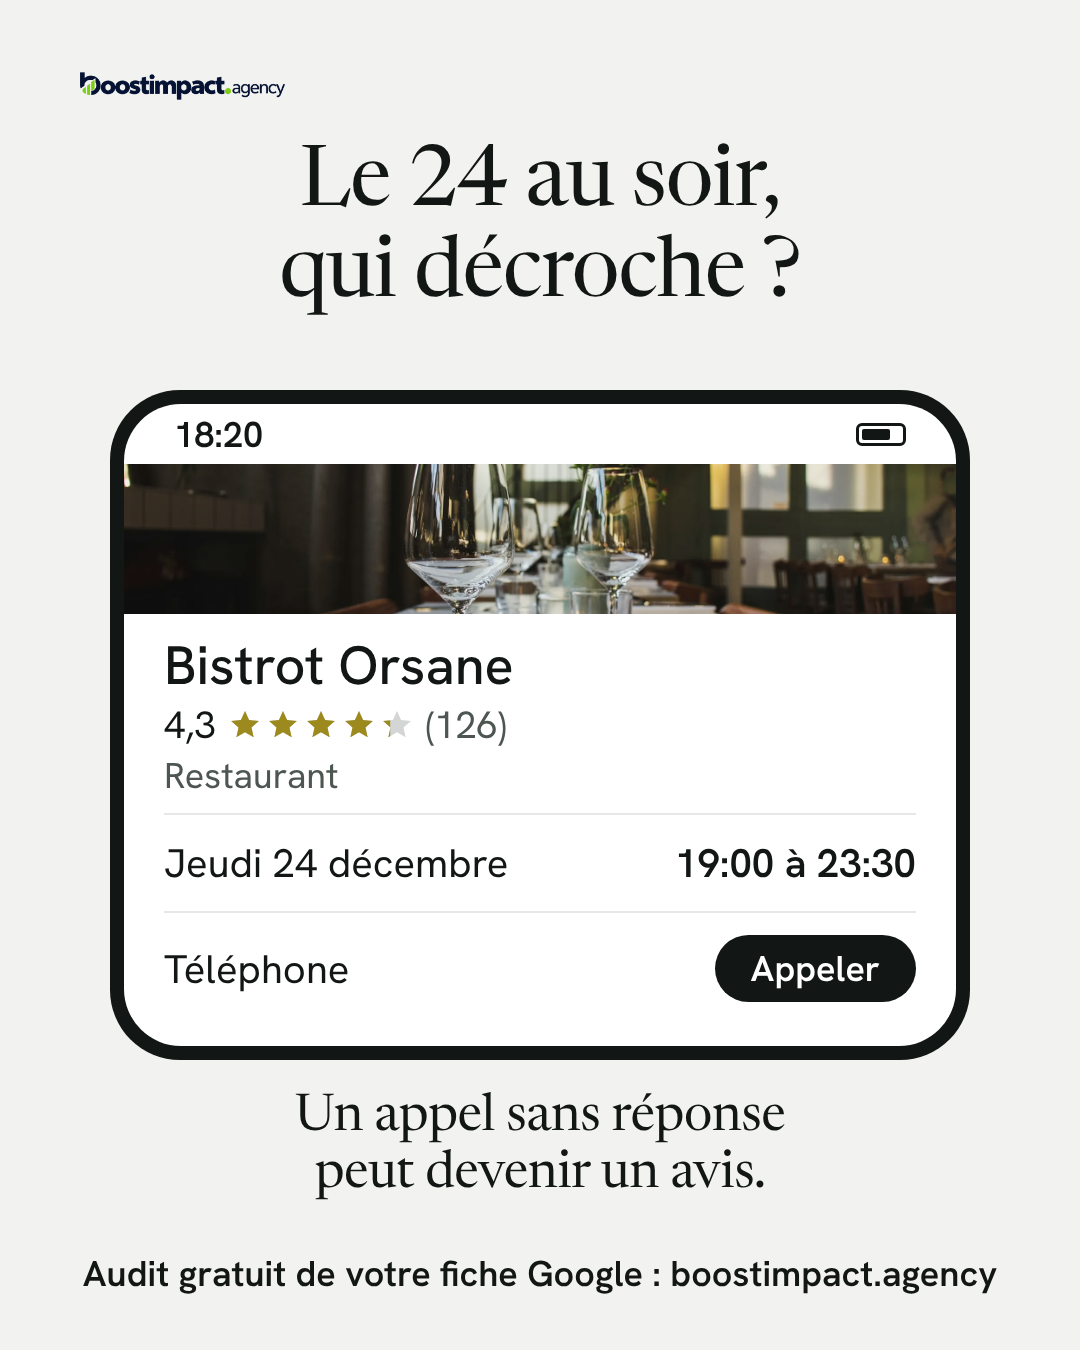 boostimpact.agency
Le 24 au soir,
qui décroche ?
18:20
Bistrot Orsane
4,3 (126)
Restaurant
Jeudi 24 décembre 19:00 à 23:30
Téléphone Appeler
Un appel sans réponse
peut devenir un avis.
Audit gratuit de votre fiche Google : boostimpact.agency